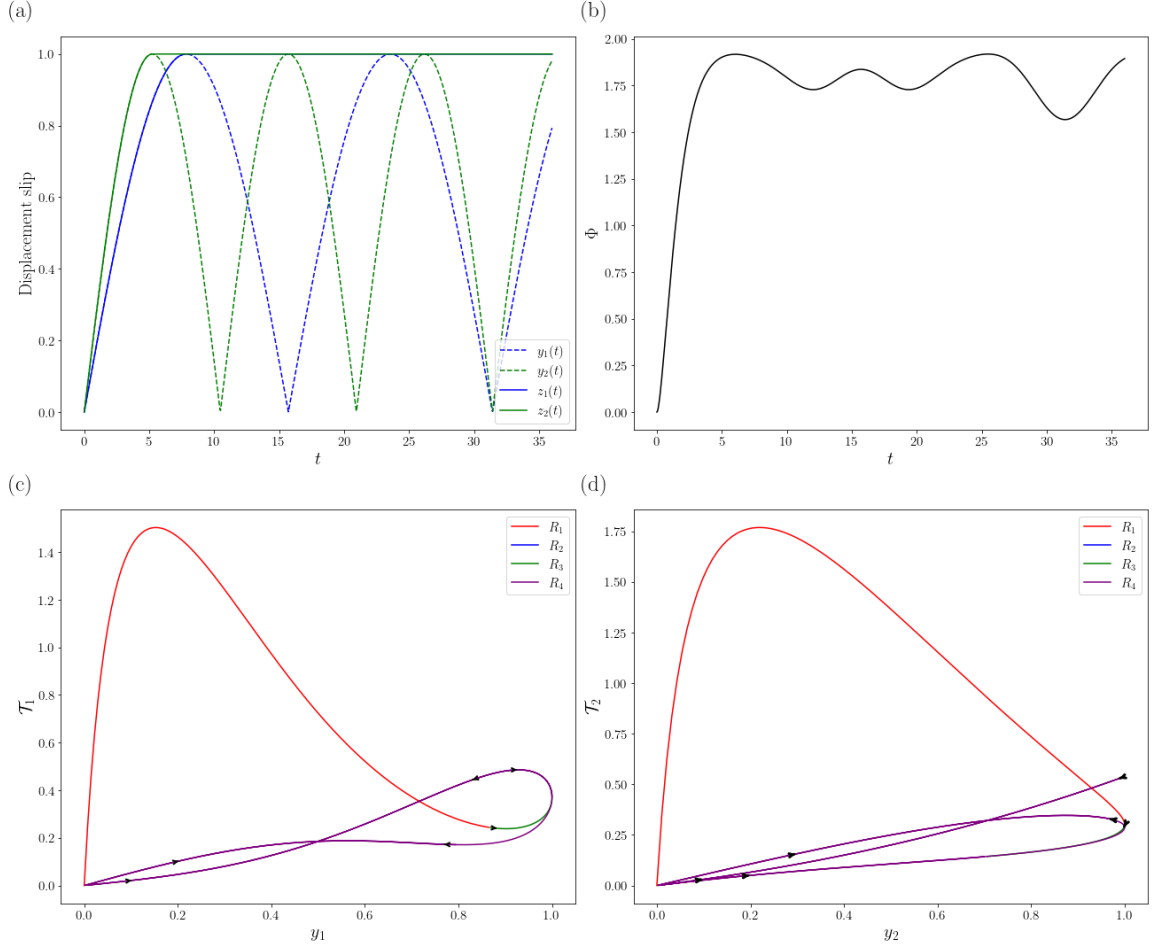 (a)
Displacement slip
1.0
0.8
0.6
0.4
0.2
0.0
0 5 10 15 20 25 30 35
t
y₁(t)
y₂(t)
z₁(t)
z₂(t)
(b)
Φ
2.00
1.75
1.50
1.25
1.00
0.75
0.50
0.25
0.00
0 5 10 15 20 25 30 35
t
(c)
𝒯₁
1.4
1.2
1.0
0.8
0.6
0.4
0.2
0.0
0.0 0.2 0.4 0.6 0.8 1.0
y₁
R₁
R₂
R₃
R₄
(d)
𝒯₂
1.75
1.50
1.25
1.00
0.75
0.50
0.25
0.00
0.0 0.2 0.4 0.6 0.8 1.0
y₂
R₁
R₂
R₃
R₄